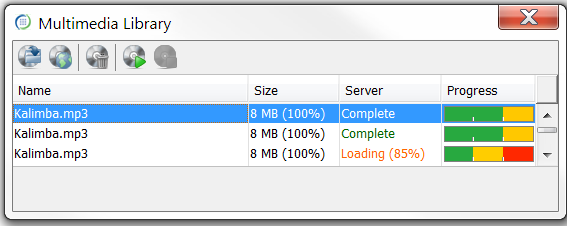 Multimedia Library
Name Size Server Progress
Kalimba.mp3 8 MB (100%) Complete
Kalimba.mp3 8 MB (100%) Complete
Kalimba.mp3 8 MB (100%) Loading (85%)